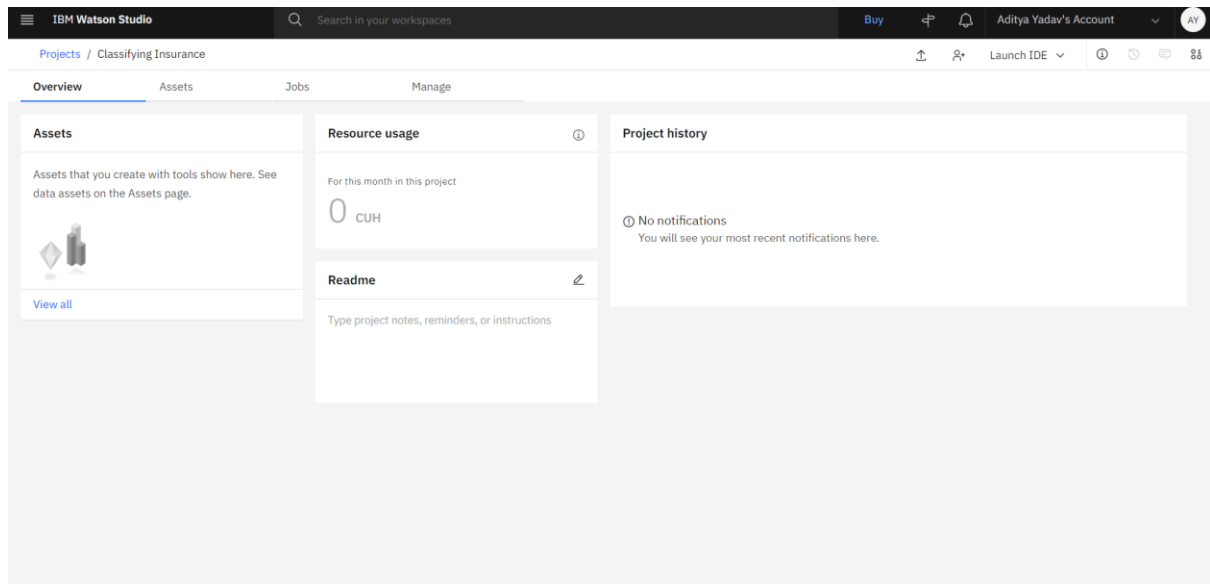 IBM Watson Studio
Search in your workspaces
Buy
Aditya Yadav's Account
AY
Projects / Classifying Insurance
Launch IDE
Overview
Assets
Jobs
Manage
Assets
Assets that you create with tools show here. See
data assets on the Assets page.
View all
Resource usage
For this month in this project
0 CUH
Readme
Type project notes, reminders, or instructions
Project history
No notifications
You will see your most recent notifications here.